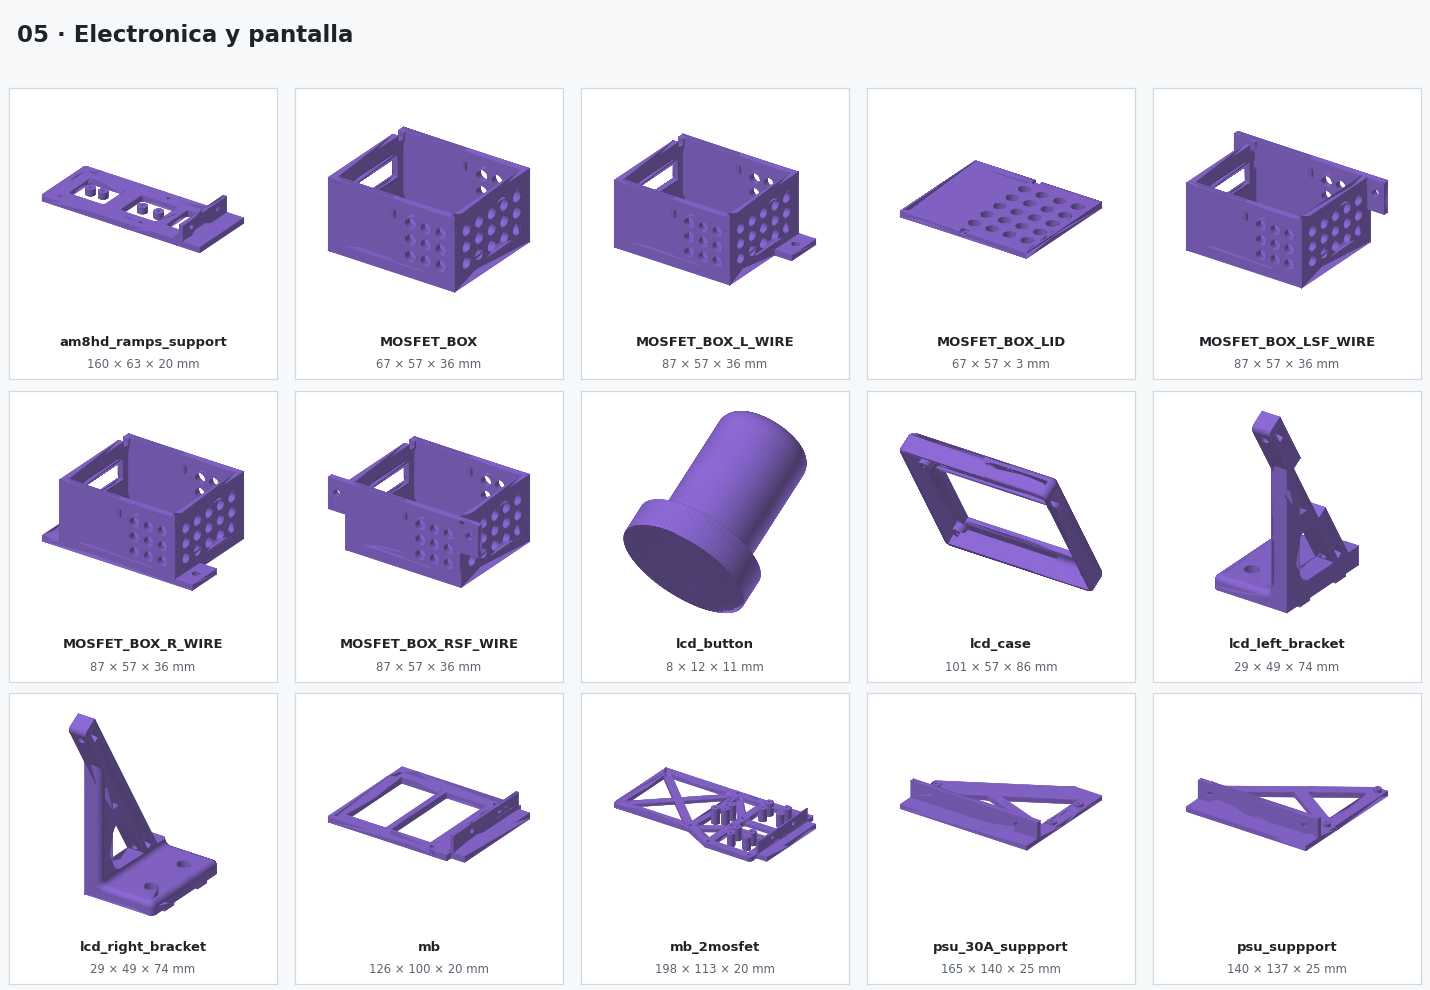 05 · Electronica y pantalla
am8hd_ramps_support
160 × 63 × 20 mm
MOSFET_BOX
67 × 57 × 36 mm
MOSFET_BOX_L_WIRE
87 × 57 × 36 mm
MOSFET_BOX_LID
67 × 57 × 3 mm
MOSFET_BOX_LSF_WIRE
87 × 57 × 36 mm
MOSFET_BOX_R_WIRE
87 × 57 × 36 mm
MOSFET_BOX_RSF_WIRE
87 × 57 × 36 mm
lcd_button
8 × 12 × 11 mm
lcd_case
101 × 57 × 86 mm
lcd_left_bracket
29 × 49 × 74 mm
lcd_right_bracket
29 × 49 × 74 mm
mb
126 × 100 × 20 mm
mb_2mosfet
198 × 113 × 20 mm
psu_30A_suppport
165 × 140 × 25 mm
psu_suppport
140 × 137 × 25 mm